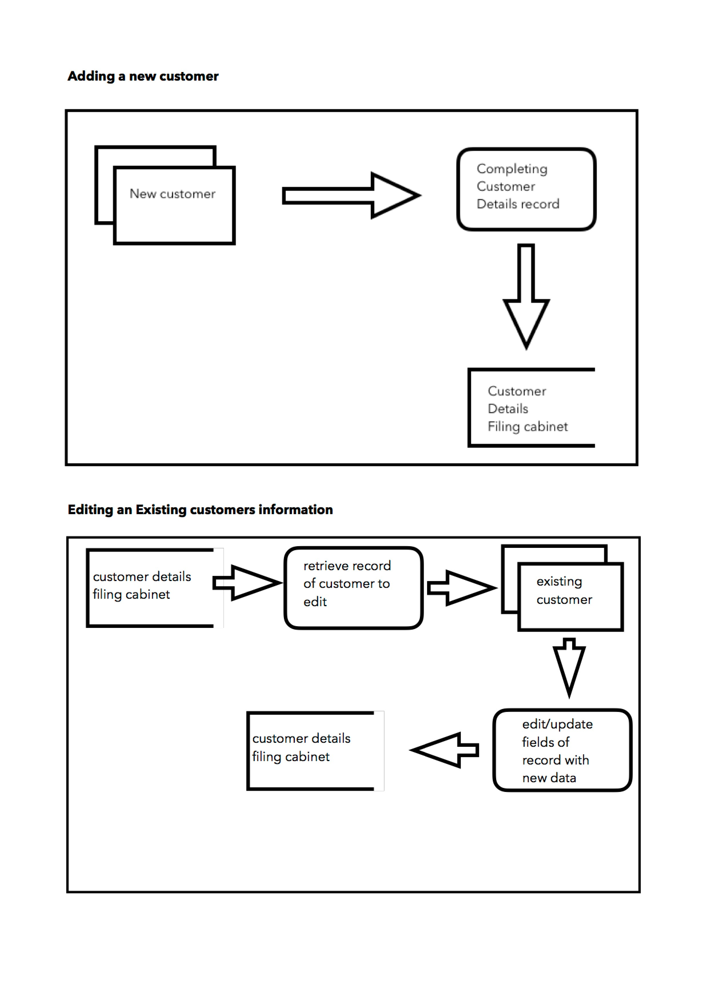 Adding a new customer
New customer
Completing
Customer
Details record
Customer
Details
Filing cabinet
Editing an Existing customers information
customer details
filing cabinet
retrieve record
of customer to
edit
existing
customer
edit/update
fields of
record with
new data
customer details
filing cabinet